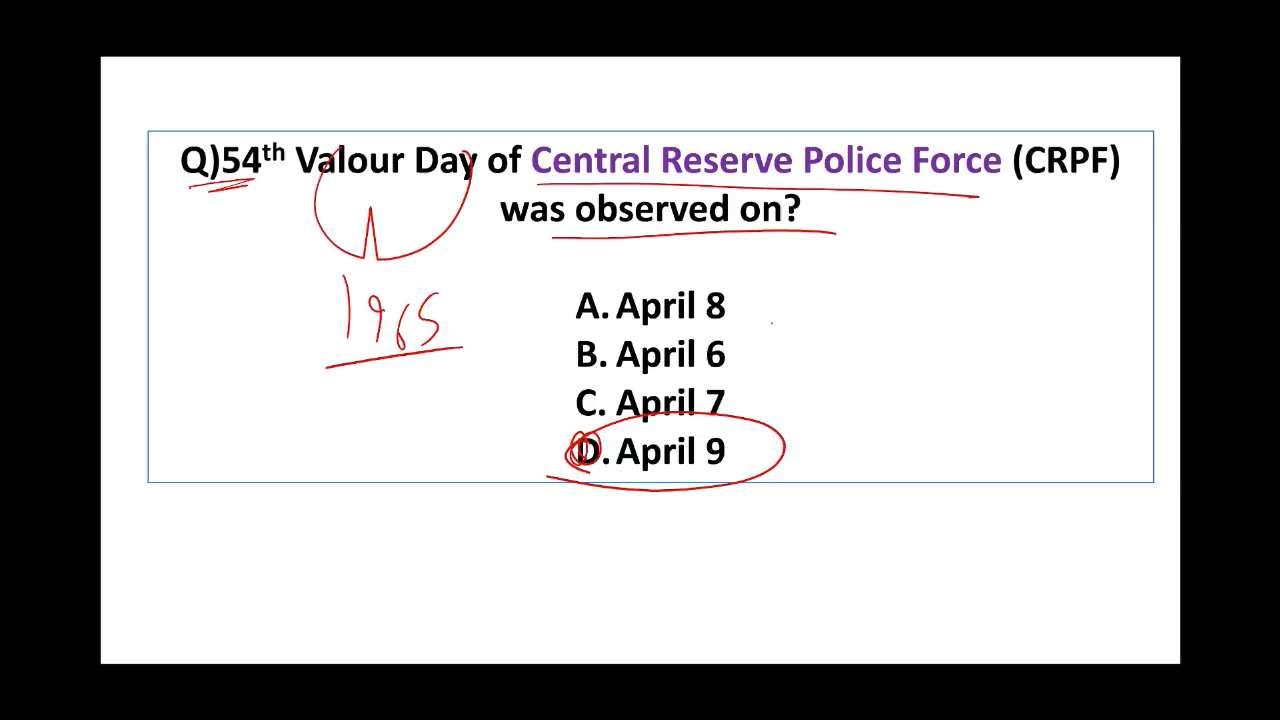 Q)54th Valour Day of Central Reserve Police Force (CRPF)
was observed on?
1965
A. April 8
B. April 6
C. April 7
D. April 9